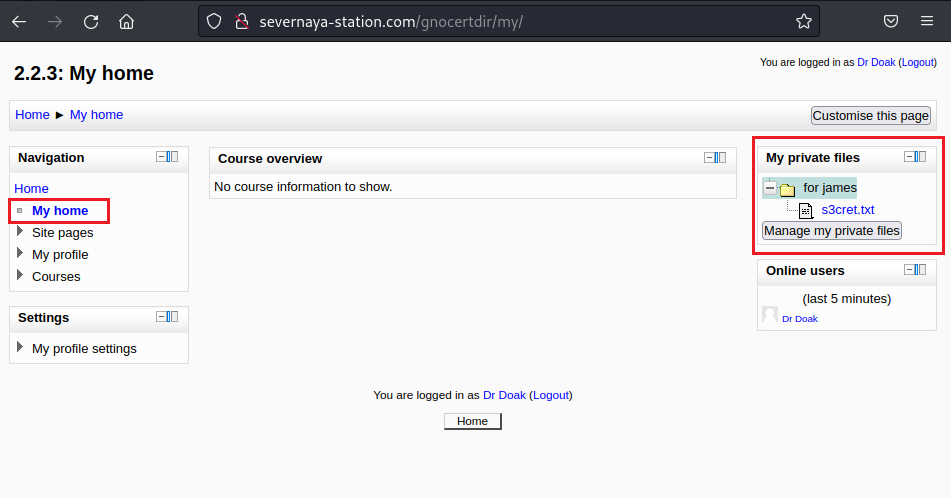 severnaya-station.com/gnocertdir/my/
2.2.3: My home
You are logged in as Dr Doak (Logout)
Home ► My home
Customise this page
Navigation
Home
My home
Site pages
My profile
Courses
Settings
My profile settings
Course overview
No course information to show.
My private files
for james
s3cret.txt
Manage my private files
Online users
(last 5 minutes)
Dr Doak
You are logged in as Dr Doak (Logout)
Home